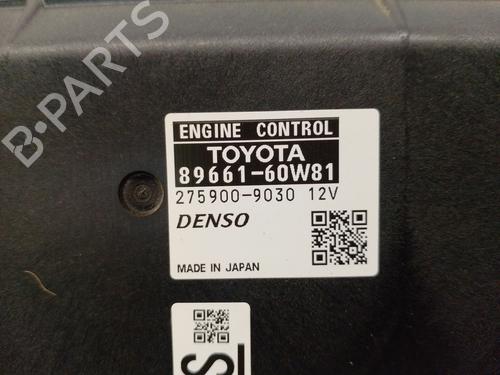 B-PARTS
ENGINE CONTROL
TOYOTA
89661-60W81
275900-9030 12V
DENSO
MADE IN JAPAN
S